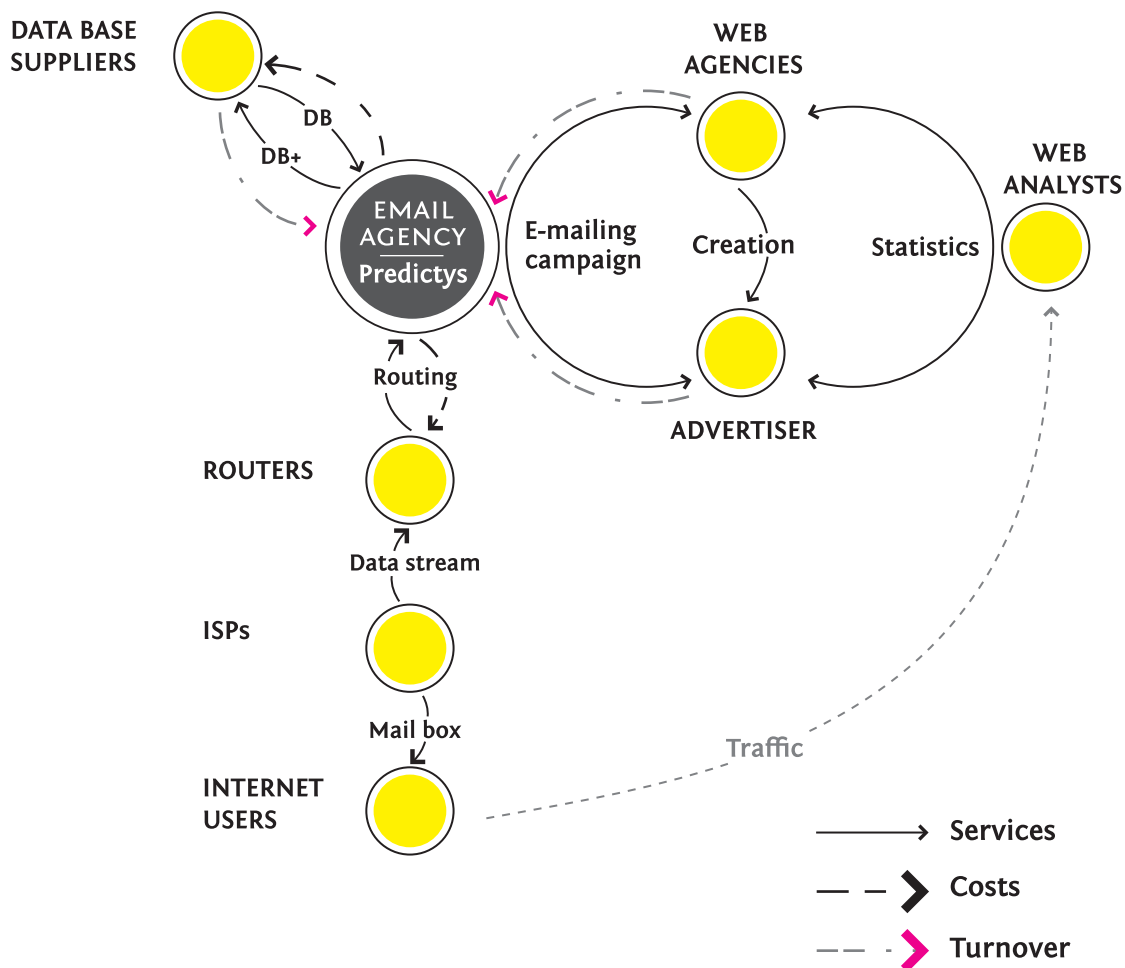 DATA BASE
SUPPLIERS
DB
DB+
WEB
AGENCIES
WEB
ANALYSTS
EMAIL
AGENCY
Predictys
E-mailing
campaign
Creation
Statistics
Routing
ADVERTISER
ROUTERS
Data stream
ISPs
Mail box
Traffic
INTERNET
USERS
Services
Costs
Turnover